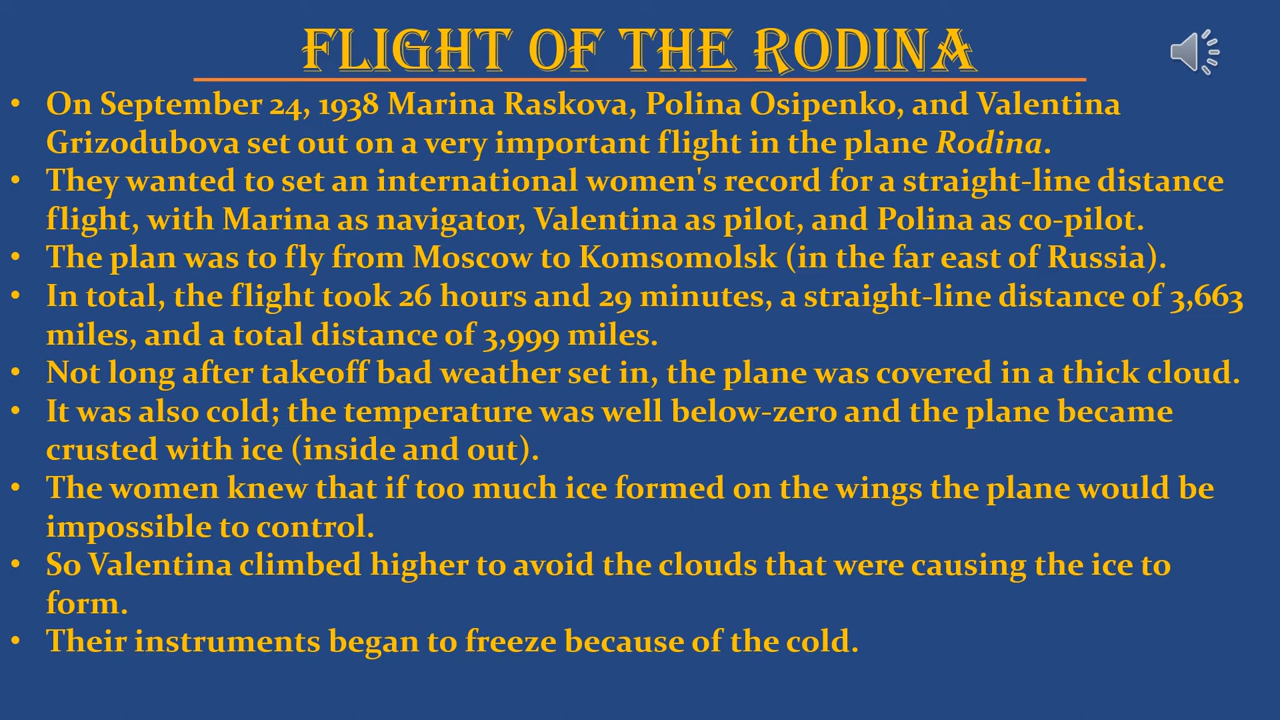 FLIGHT OF THE RODINA
• On September 24, 1938 Marina Raskova, Polina Osipenko, and Valentina
Grizodubova set out on a very important flight in the plane Rodina.
• They wanted to set an international women's record for a straight-line distance
flight, with Marina as navigator, Valentina as pilot, and Polina as co-pilot.
• The plan was to fly from Moscow to Komsomolsk (in the far east of Russia).
• In total, the flight took 26 hours and 29 minutes, a straight-line distance of 3,663
miles, and a total distance of 3,999 miles.
• Not long after takeoff bad weather set in, the plane was covered in a thick cloud.
• It was also cold; the temperature was well below-zero and the plane became
crusted with ice (inside and out).
• The women knew that if too much ice formed on the wings the plane would be
impossible to control.
• So Valentina climbed higher to avoid the clouds that were causing the ice to
form.
• Their instruments began to freeze because of the cold.